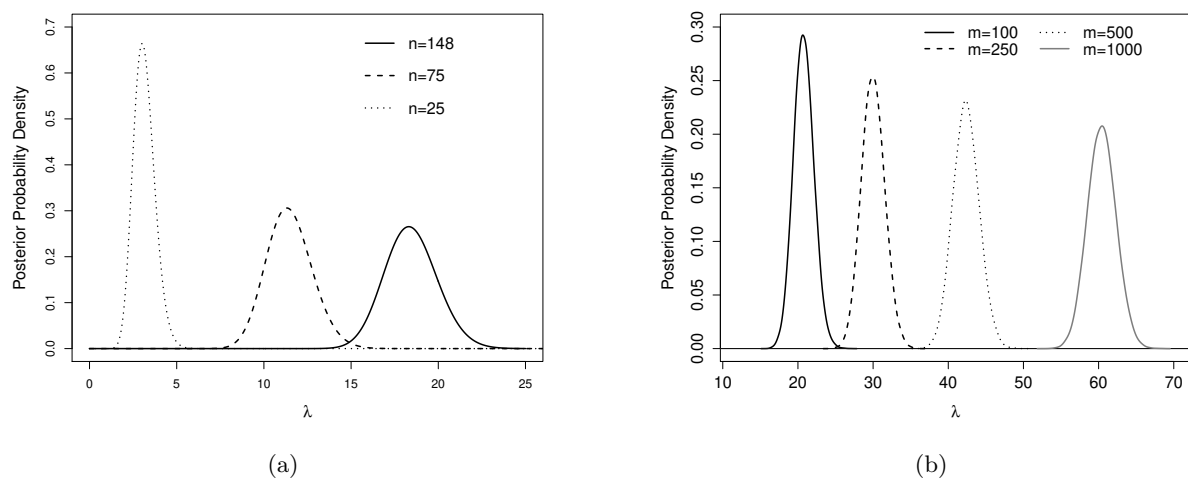 Posterior Probability Density
0.7
0.6
0.5
0.4
0.3
0.2
0.1
0.0
n=148
n=75
n=25
0 5 10 15 20 25
λ
(a)
Posterior Probability Density
0.30
0.25
0.20
0.15
0.10
0.05
0.00
m=100 m=500
m=250 m=1000
10 20 30 40 50 60 70
λ
(b)